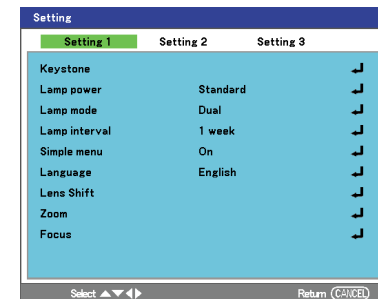 Setting
Setting 1 Setting 2 Setting 3
Keystone
Lamp power Standard
Lamp mode Dual
Lamp interval 1 week
Simple menu On
Language English
Lens Shift
Zoom
Focus
Select ▲▼◀▶ Return (CANCEL)